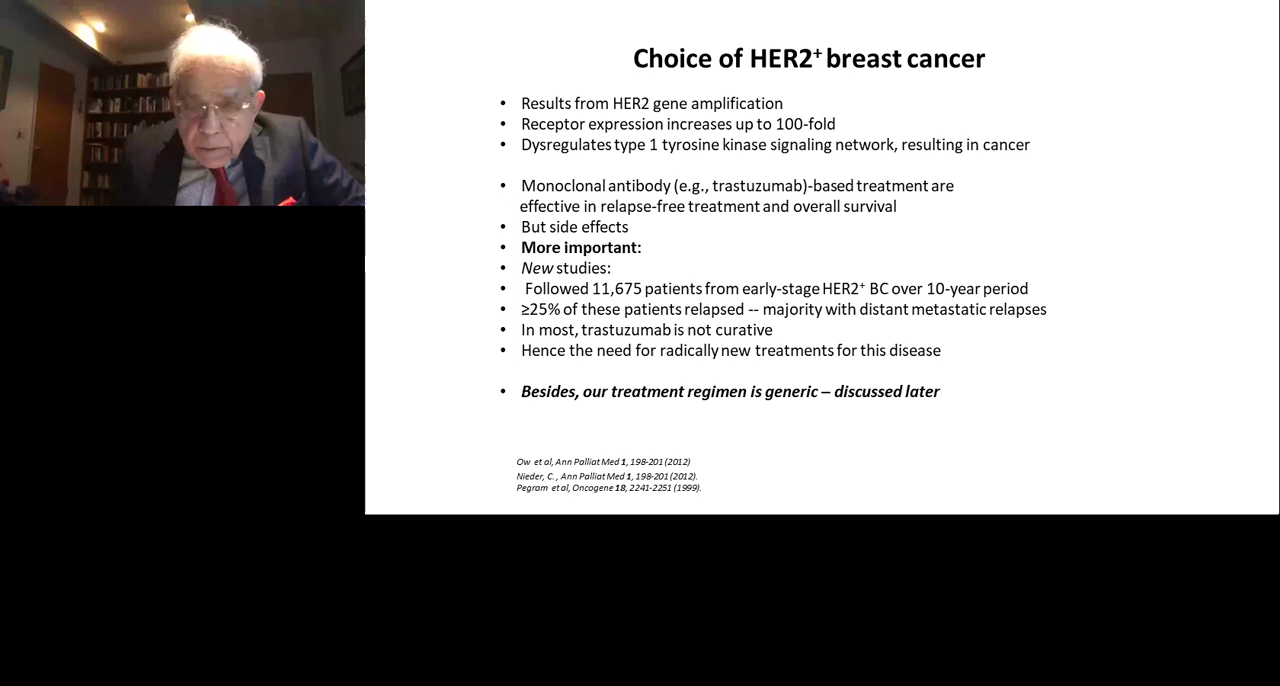 Choice of HER2⁺ breast cancer
• Results from HER2 gene amplification
• Receptor expression increases up to 100-fold
• Dysregulates type 1 tyrosine kinase signaling network, resulting in cancer
• Monoclonal antibody (e.g., trastuzumab)-based treatment are
effective in relapse-free treatment and overall survival
• But side effects
• More important:
• New studies:
• Followed 11,675 patients from early-stage HER2⁺ BC over 10-year period
• ≥25% of these patients relapsed -- majority with distant metastatic relapses
• In most, trastuzumab is not curative
• Hence the need for radically new treatments for this disease
• Besides, our treatment regimen is generic – discussed later
Ow et al, Ann Palliat Med 1, 198-201 (2012)
Nieder, C., Ann Palliat Med 1, 198-201 (2012).
Pegram et al, Oncogene 18, 2241-2251 (1999).